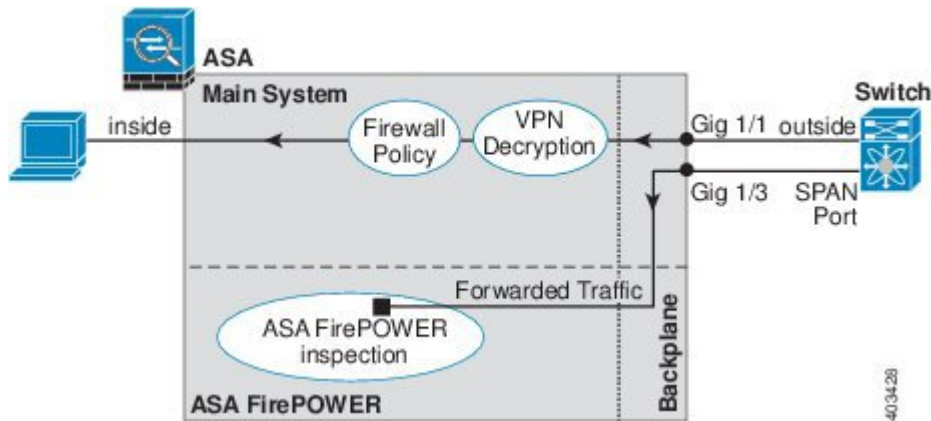 ASA
Main System
Switch
inside
Firewall
Policy
VPN
Decryption
Gig 1/1
outside
Gig 1/3
SPAN
Port
Forwarded Traffic
ASA FirePOWER
inspection
Backplane
ASA FirePOWER
403428